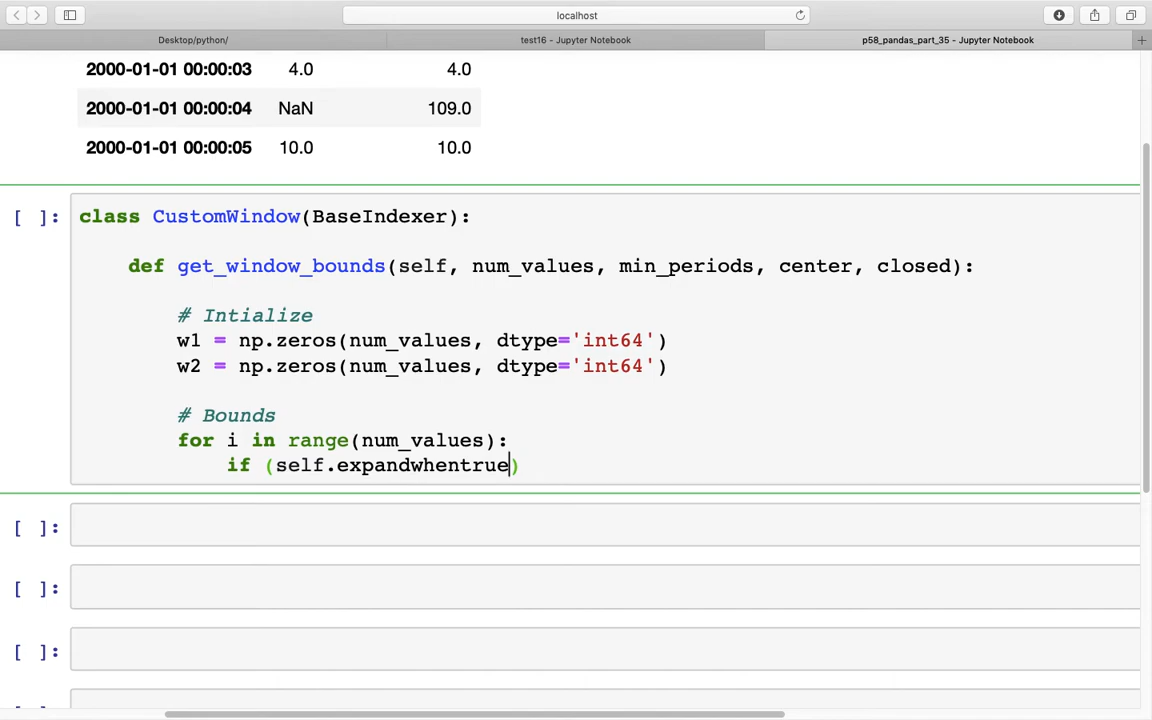 localhost
Desktop/python/ test16 - Jupyter Notebook p58_pandas_part_35 - Jupyter Notebook
2000-01-01 00:00:03 4.0 4.0
2000-01-01 00:00:04 NaN 109.0
2000-01-01 00:00:05 10.0 10.0
[ ]: class CustomWindow(BaseIndexer):
def get_window_bounds(self, num_values, min_periods, center, closed):
# Intialize
w1 = np.zeros(num_values, dtype='int64')
w2 = np.zeros(num_values, dtype='int64')
# Bounds
for i in range(num_values):
if (self.expandwhentrue)
[ ]:
[ ]:
[ ]: